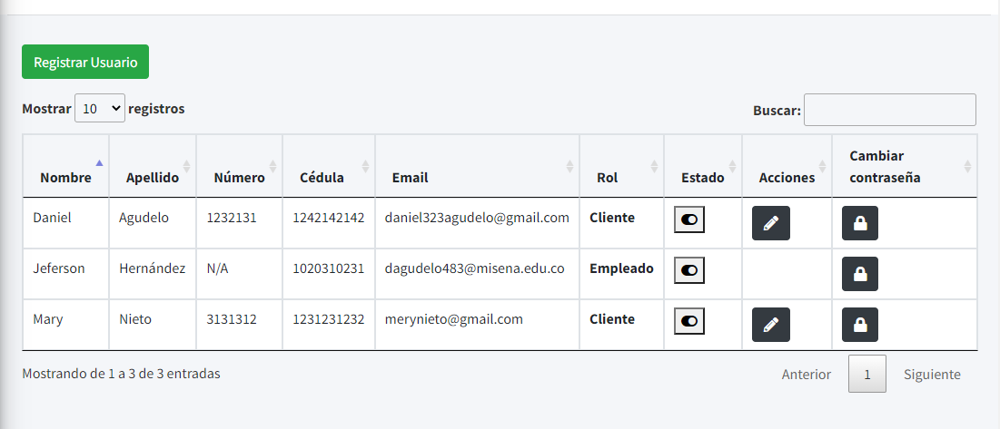 Registrar Usuario
Mostrar 10 registros
Buscar:
Nombre Apellido Número Cédula Email Rol Estado Acciones Cambiar contraseña
Daniel Agudelo 1232131 1242142142 daniel323agudelo@gmail.com Cliente
Jeferson Hernández N/A 1020310231 dagudelo483@misena.edu.co Empleado
Mary Nieto 3131312 1231231232 merynieto@gmail.com Cliente
Mostrando de 1 a 3 de 3 entradas
Anterior 1 Siguiente